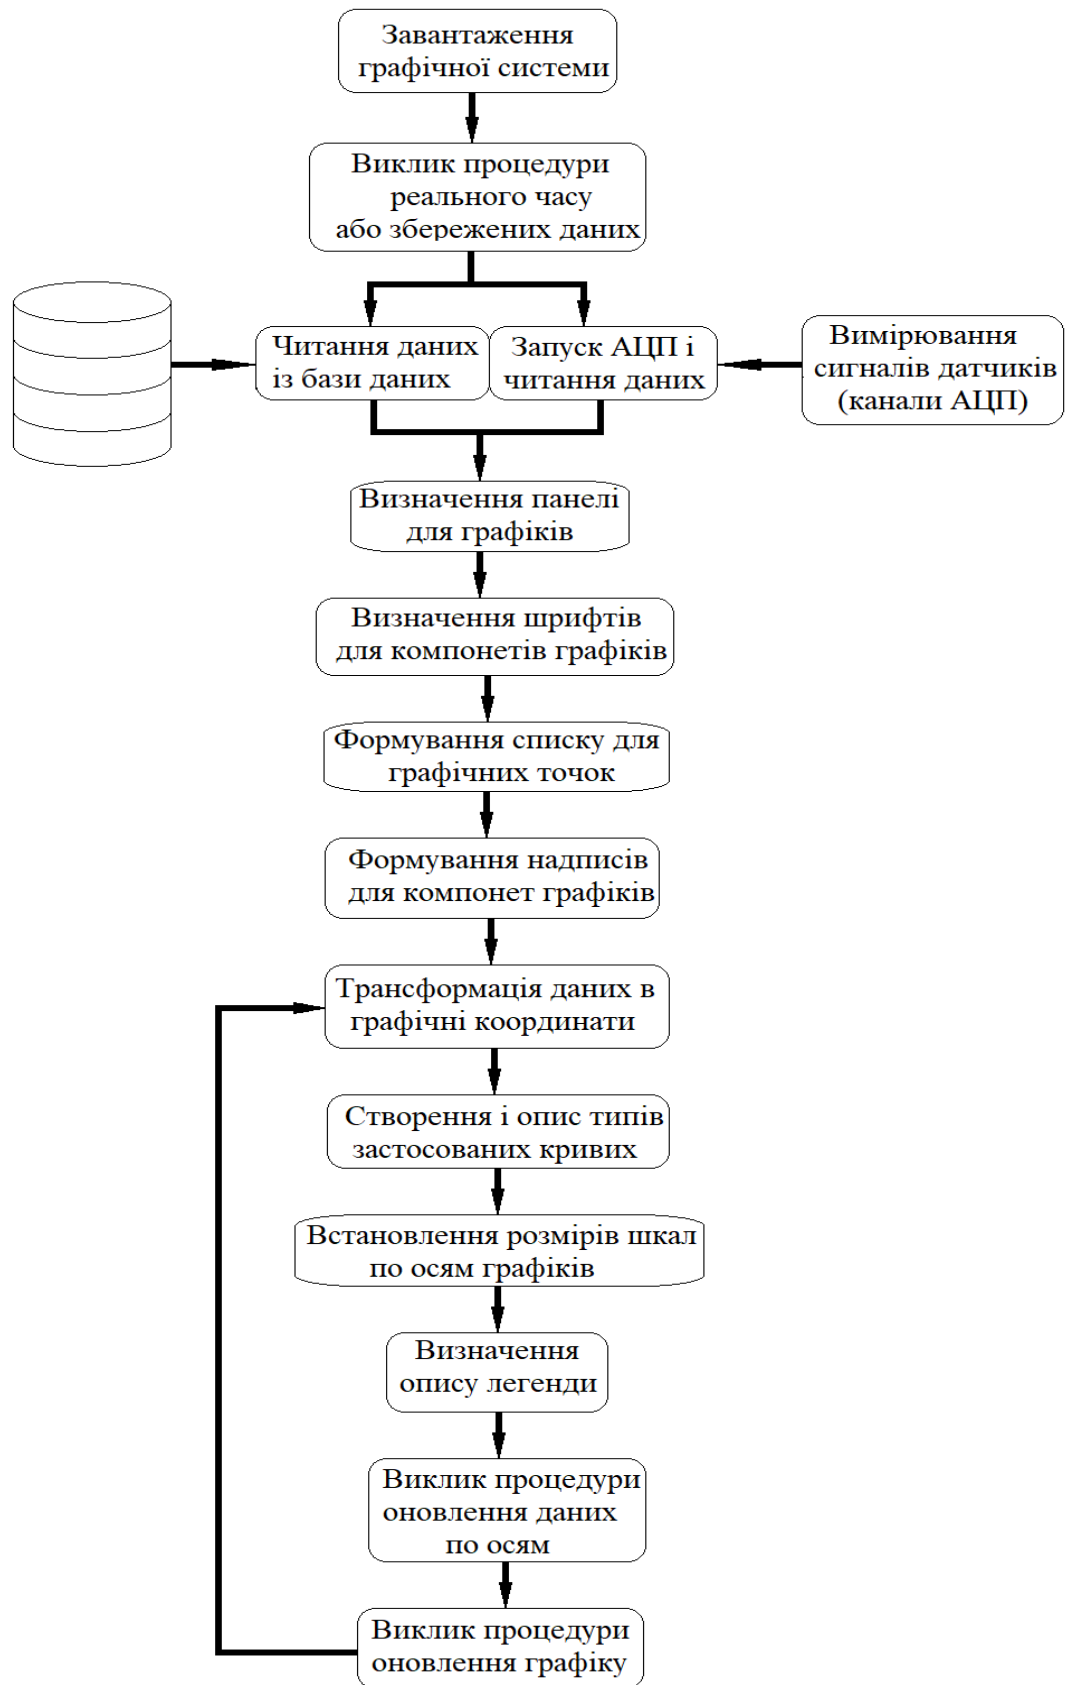 Завантаження
графічної системи
Виклик процедури
реального часу
або збережених даних
Читання даних
із бази даних
Запуск АЦП і
читання даних
Вимірювання
сигналів датчиків
(канали АЦП)
Визначення панелі
для графіків
Визначення шрифтів
для компонетів графіків
Формування списку для
графічних точок
Формування надписів
для компонет графіків
Трансформація даних в
графічні координати
Створення і опис типів
застосованих кривих
Встановлення розмірів шкал
по осям графіків
Визначення
опису легенди
Виклик процедури
оновлення даних
по осям
Виклик процедури
оновлення графіку